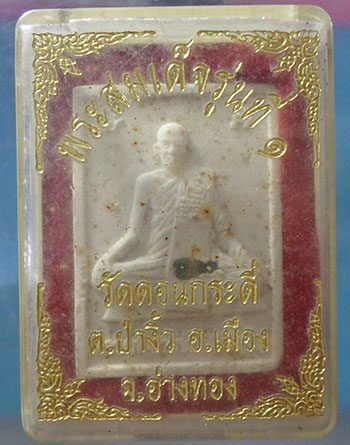 พระสมเด็จรุ่นที่ ๑
วัดดอนกระดี่
ต.ป่างิ้ว อ.เมือง
จ.อ่างทอง